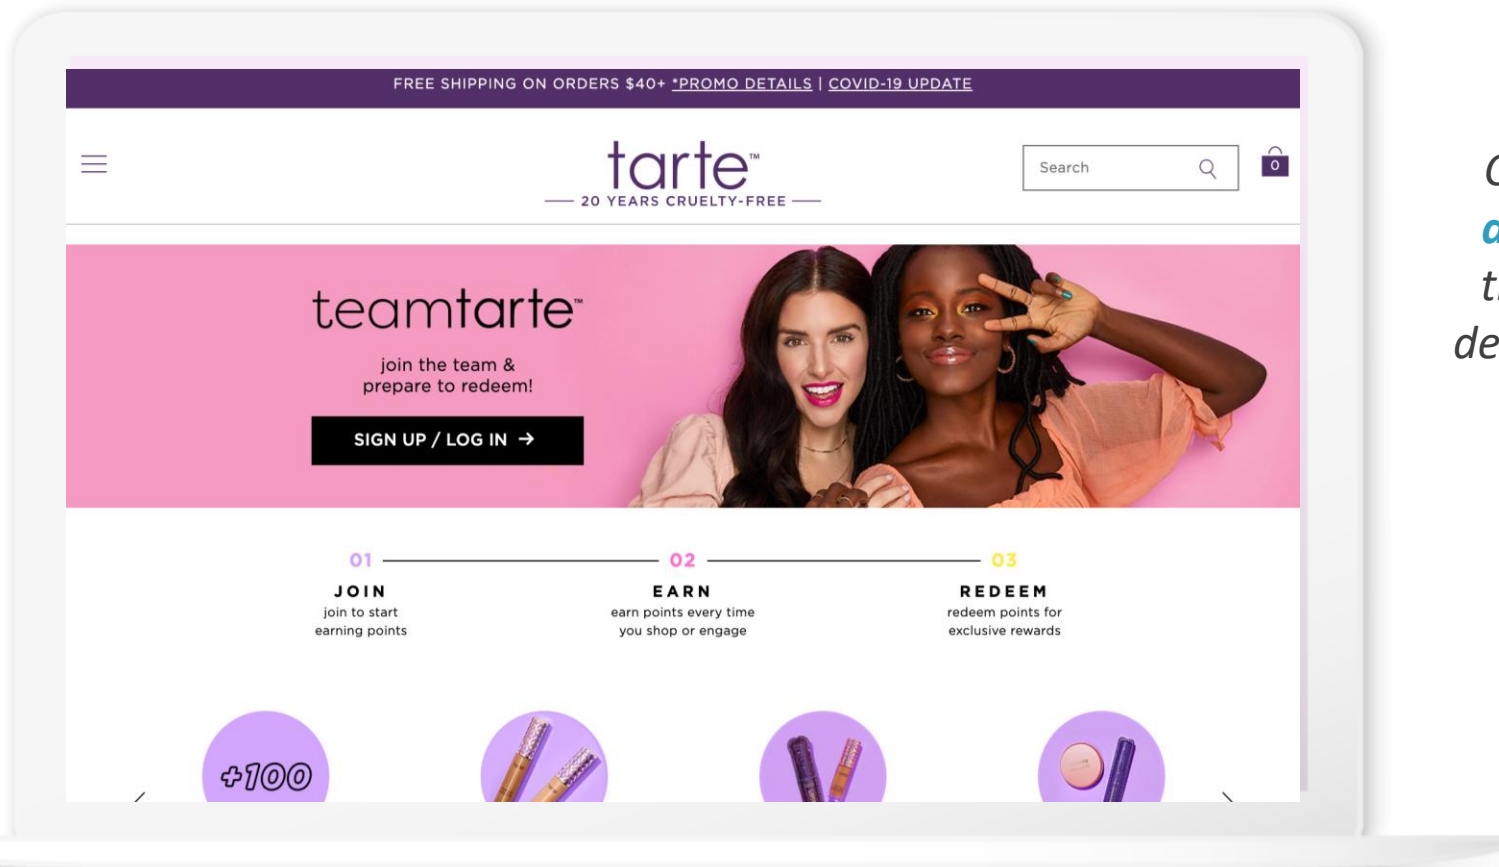 FREE SHIPPING ON ORDERS $40+ *PROMO DETAILS | COVID-19 UPDATE
tarte™
20 YEARS CRUELTY-FREE
Search
0
teamtarte™
join the team &
prepare to redeem!
SIGN UP / LOG IN →
01
JOIN
join to start
earning points
02
EARN
earn points every time
you shop or engage
03
REDEEM
redeem points for
exclusive rewards
+100